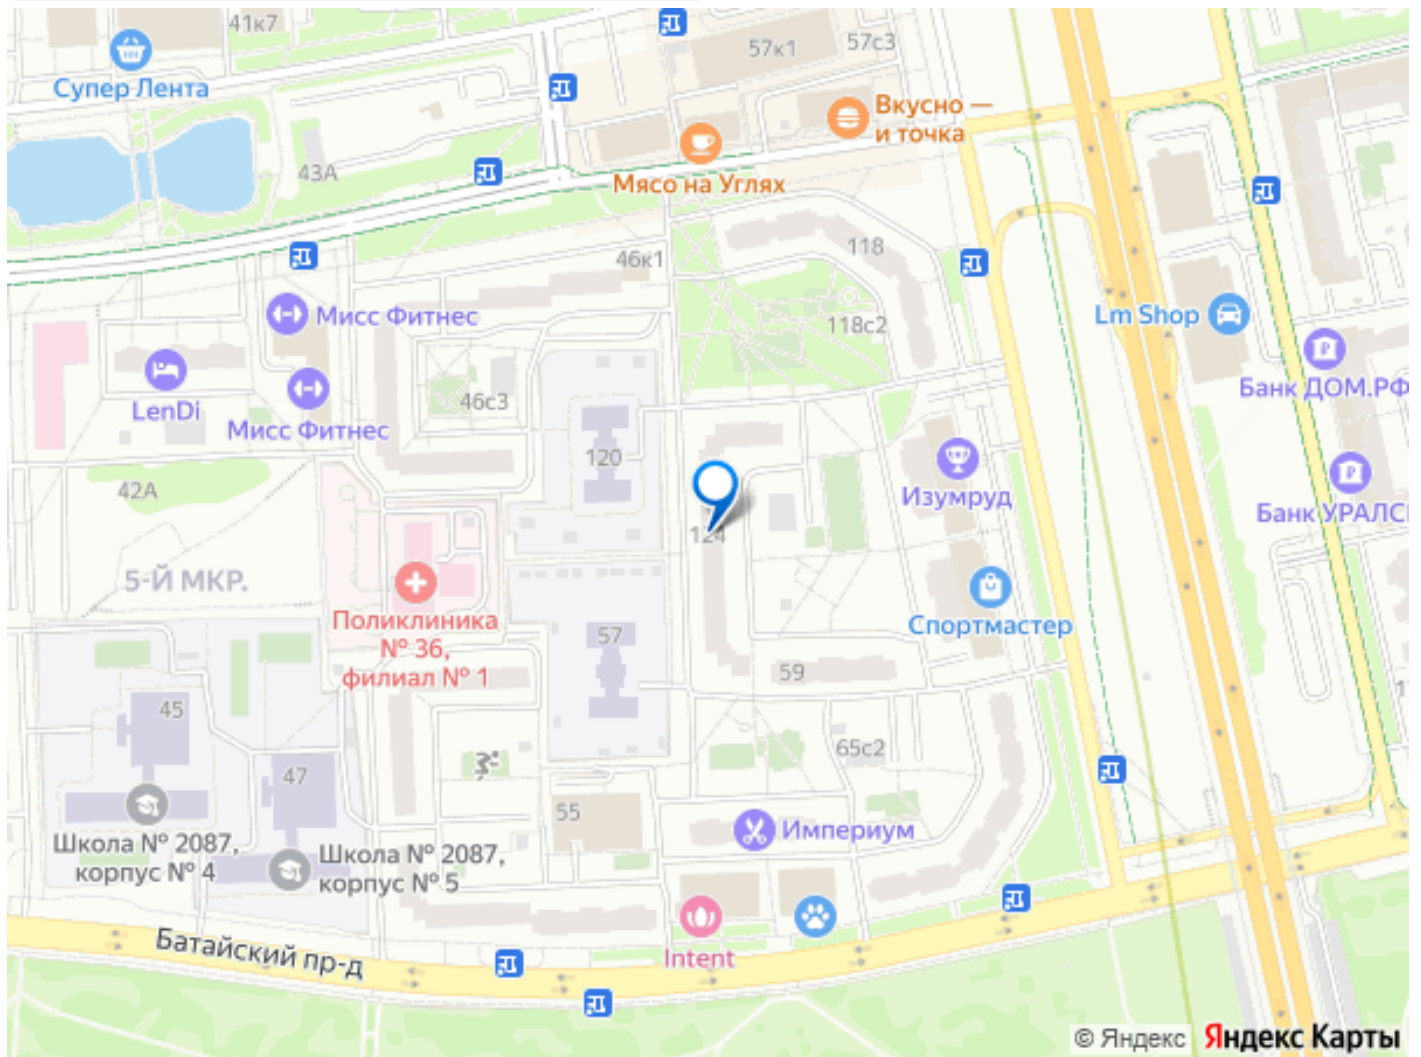 41к7
57к1
57с3
Супер Лента
Вкусно —
и точка
43А
Мясо на Углях
118
46к1
Мисс Фитнес
118с2
Lm Shop
LenDi
46с3
Мисс Фитнес
Банк ДОМ.РФ
120
42А
Изумруд
Банк УРАЛС
124
5-Й МКР.
Поликлиника
№ 36,
филиал № 1
57
Спортмастер
59
45
65с2
47
55
Империум
Школа № 2087,
корпус № 4
Школа № 2087,
корпус № 5
Батайский пр-д
Intent
© Яндекс Яндекс Карты